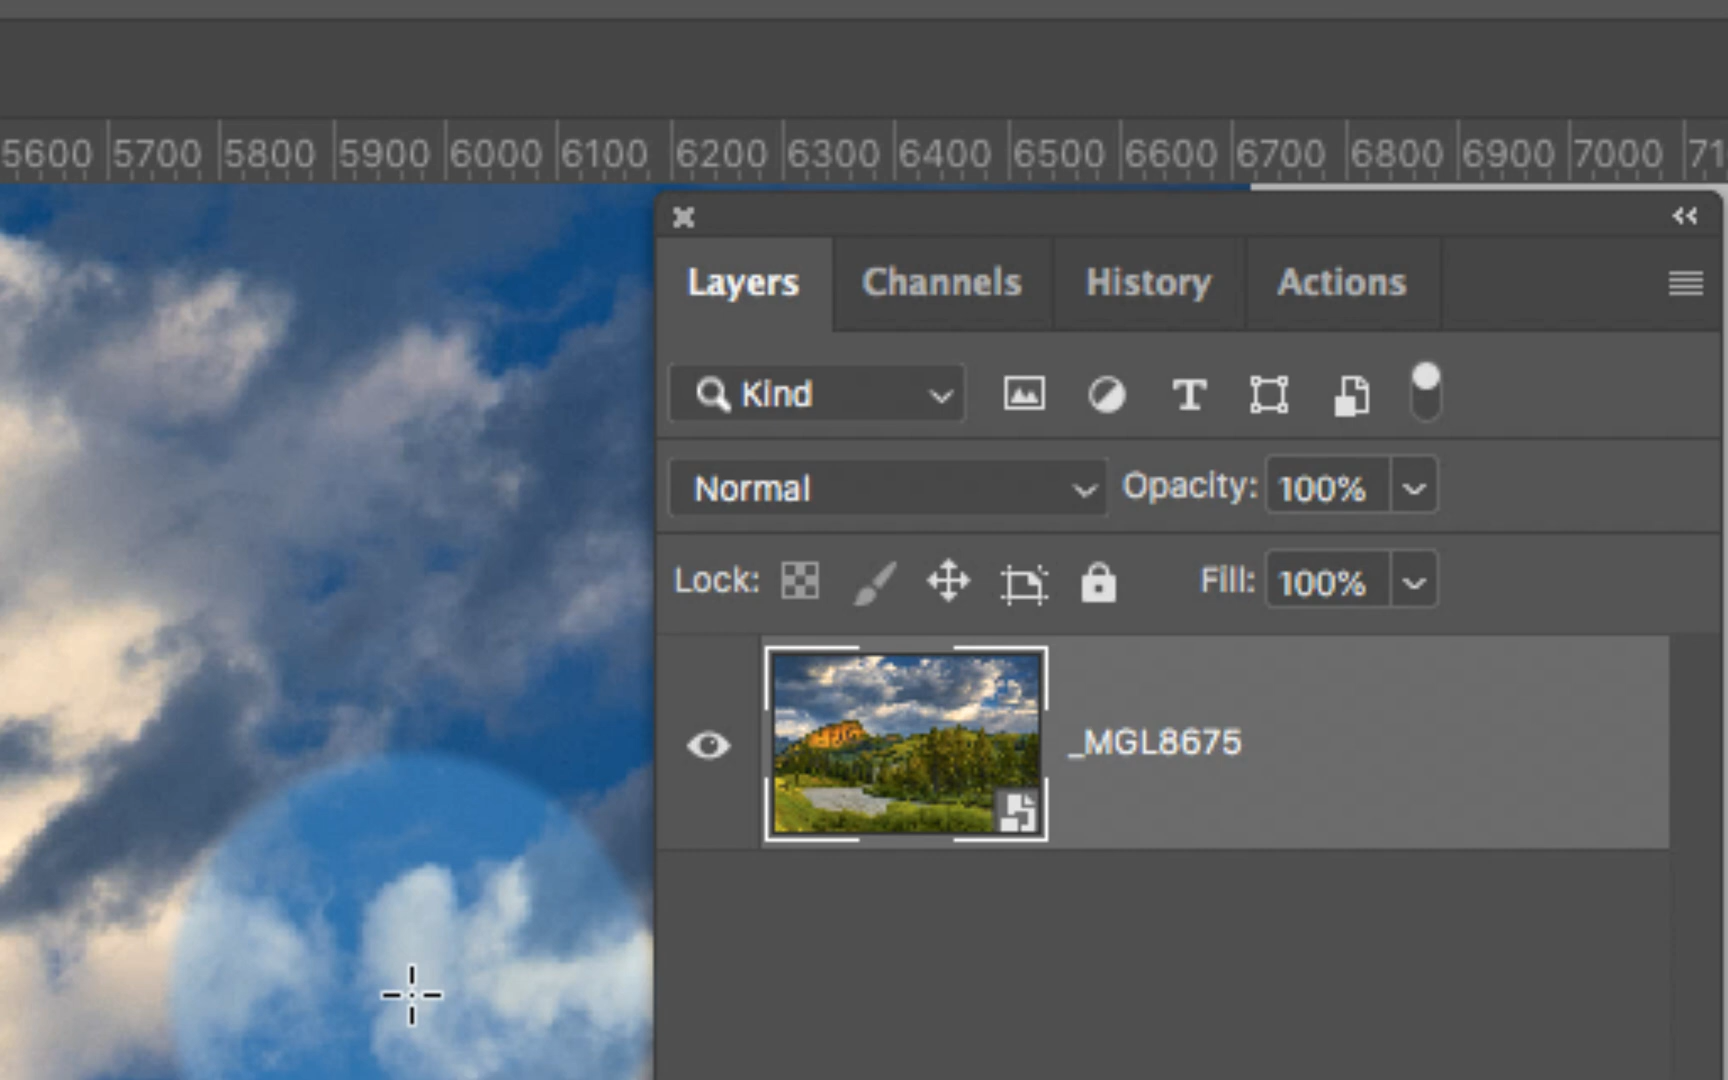 5600 5700 5800 5900 6000 6100 6200 6300 6400 6500 6600 6700 6800 6900 7000 71
Layers Channels History Actions
Kind
Normal Opacity: 100%
Lock: Fill: 100%
_MGL8675